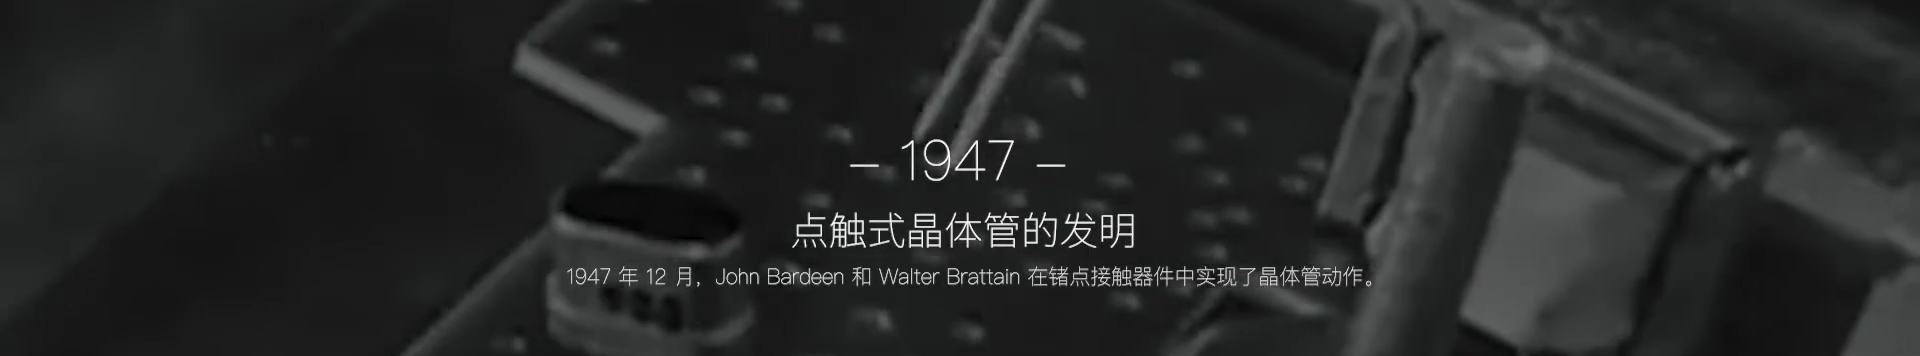 – 1947 –
点触式晶体管的发明
1947 年 12 月，John Bardeen 和 Walter Brattain 在锗点接触器件中实现了晶体管动作。